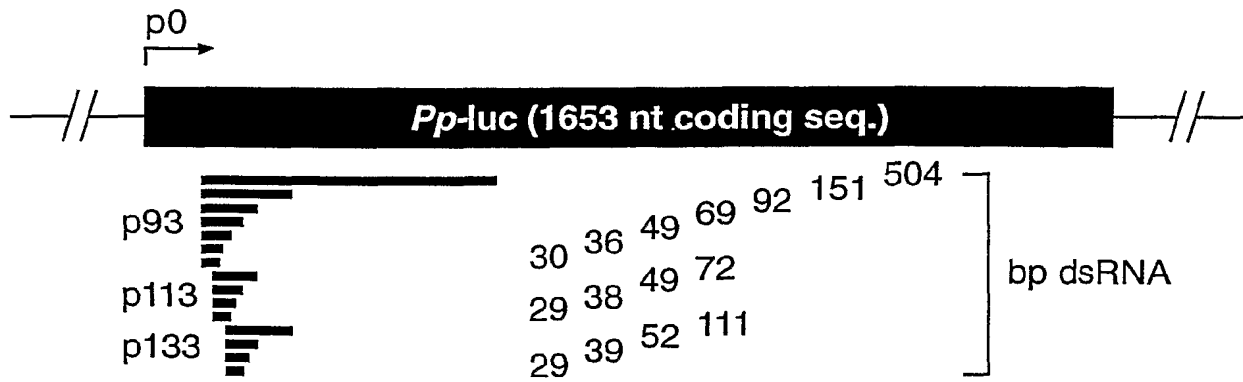 p0
Pp-luc (1653 nt coding seq.)
p93
30 36 49 69 92 151 504
p113
29 38 49 72
p133
29 39 52 111
bp dsRNA